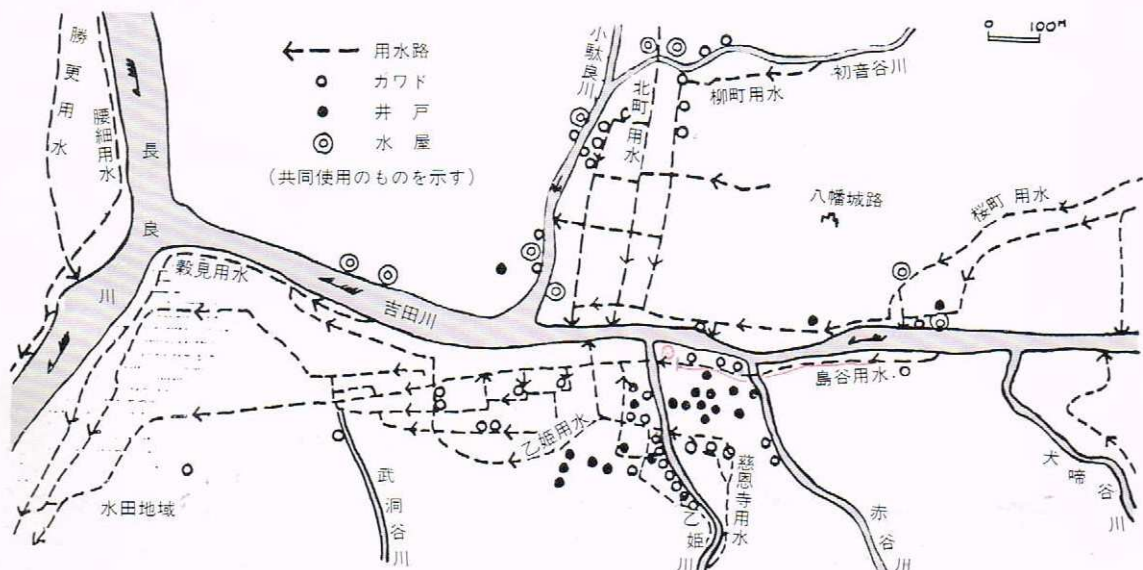 ← 用水路
○ カワド
● 井戸
◎ 水屋
(共同使用のものを示す)
0 100M
勝更用水
腰細用水
長良川
小駄良川
北町用水
初音谷川
柳町用水
八幡城路
桜町用水
穀見用水
吉田川
島谷用水
乙姫用水
慈恩寺用水
水田地域
武洞谷川
乙姫川
赤谷川
犬啼谷川